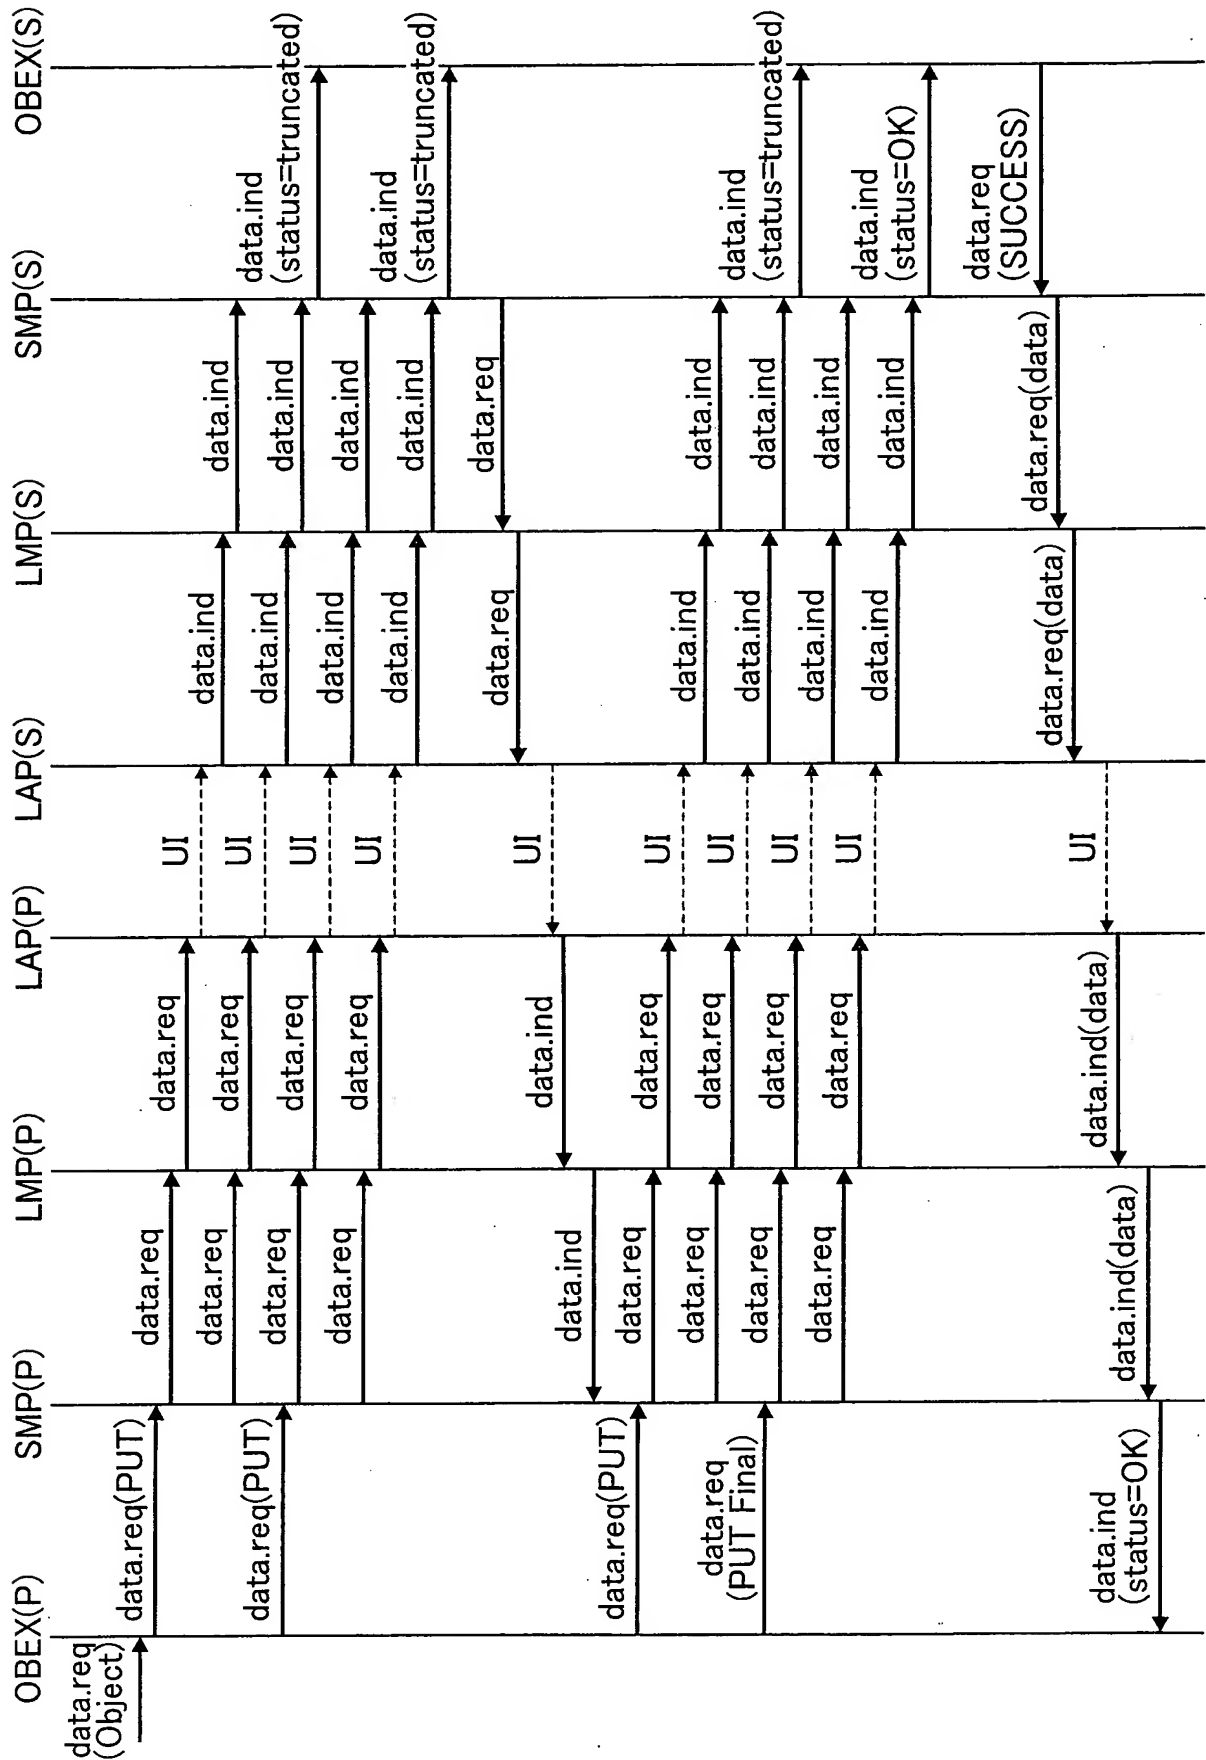 OBEX(P)
SMP(P)
LMP(P)
LAP(P)
LAP(S)
LMP(S)
SMP(S)
OBEX(S)
data.req
(Object)
data.req(PUT)
data.req(PUT)
data.req(PUT)
data.req
(PUT Final)
data.ind
(status=OK)
data.req
data.req
data.req
data.req
data.ind
data.req
data.req
data.req
data.req
data.ind(data)
data.req
data.req
data.req
data.req
data.ind
data.req
data.req
data.req
data.req
data.ind(data)
UI
UI
UI
UI
UI
UI
UI
UI
UI
UI
data.ind
data.ind
data.ind
data.ind
data.req
data.ind
data.ind
data.ind
data.ind
data.req(data)
data.ind
data.ind
data.ind
data.ind
data.req
data.ind
data.ind
data.ind
data.ind
data.req(data)
data.ind
(status=truncated)
data.ind
(status=truncated)
data.ind
(status=truncated)
data.ind
(status=OK)
data.req
(SUCCESS)